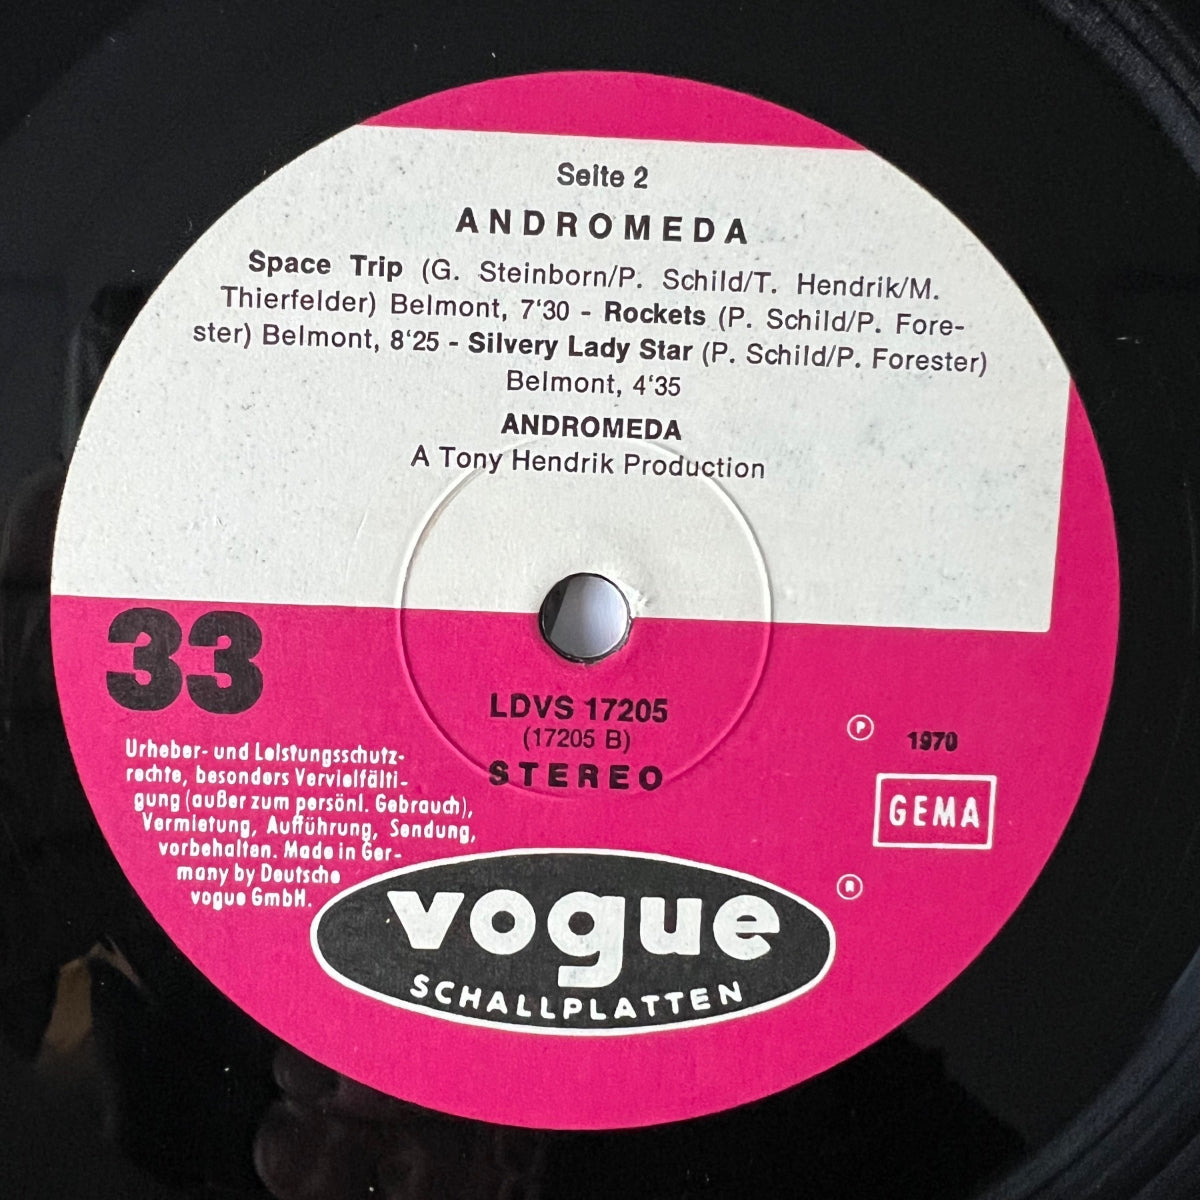 Seite 2
ANDROMEDA
Space Trip (G. Steinborn/P. Schild/T. Hendrik/M.
Thierfelder) Belmont, 7'30 - Rockets (P. Schild/P. Fore-
ster) Belmont, 8'25 - Silvery Lady Star (P. Schild/P. Forester)
Belmont, 4'35
ANDROMEDA
A Tony Hendrik Production
33
LDVS 17205
(17205 B)
STEREO
℗ 1970
GEMA
Urheber- und Leistungsschutz-
rechte, besonders Vervielfälti-
gung (außer zum persönl. Gebrauch),
Vermietung, Aufführung, Sendung,
vorbehalten. Made in Ger-
many by Deutsche
vogue GmbH.
®
vogue
SCHALLPLATTEN